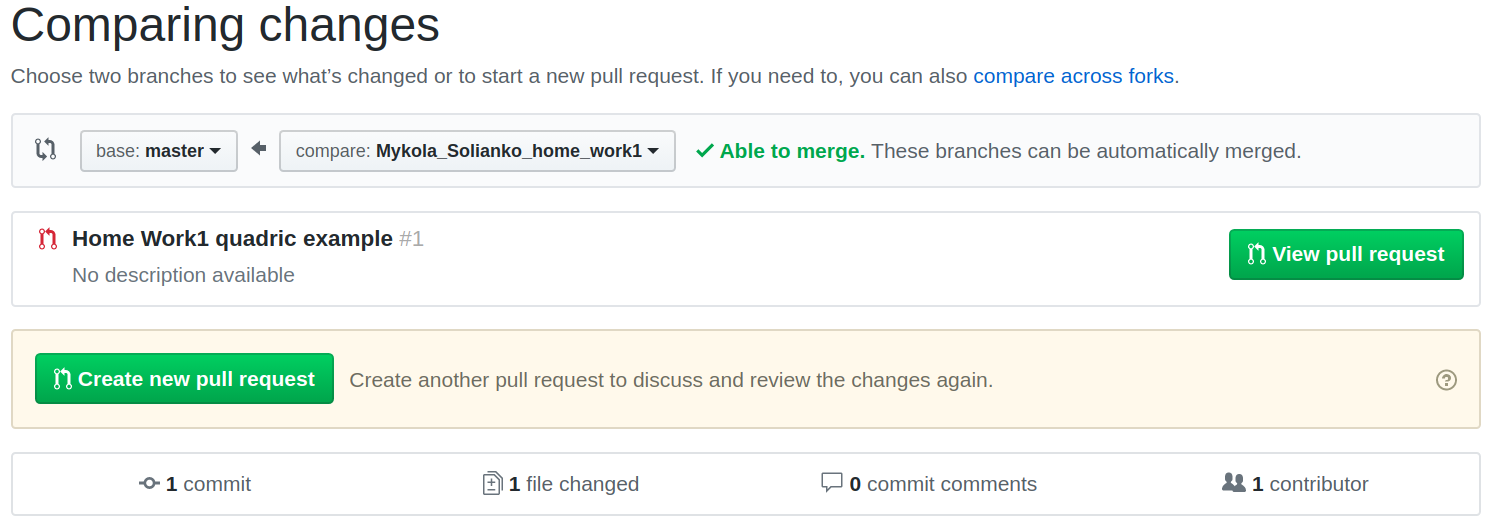 Comparing changes
Choose two branches to see what’s changed or to start a new pull request. If you need to, you can also compare across forks.
base: master compare: Mykola_Solianko_home_work1 Able to merge. These branches can be automatically merged.
Home Work1 quadric example #1
View pull request
No description available
Create new pull request Create another pull request to discuss and review the changes again. ?
1 commit 1 file changed 0 commit comments 1 contributor